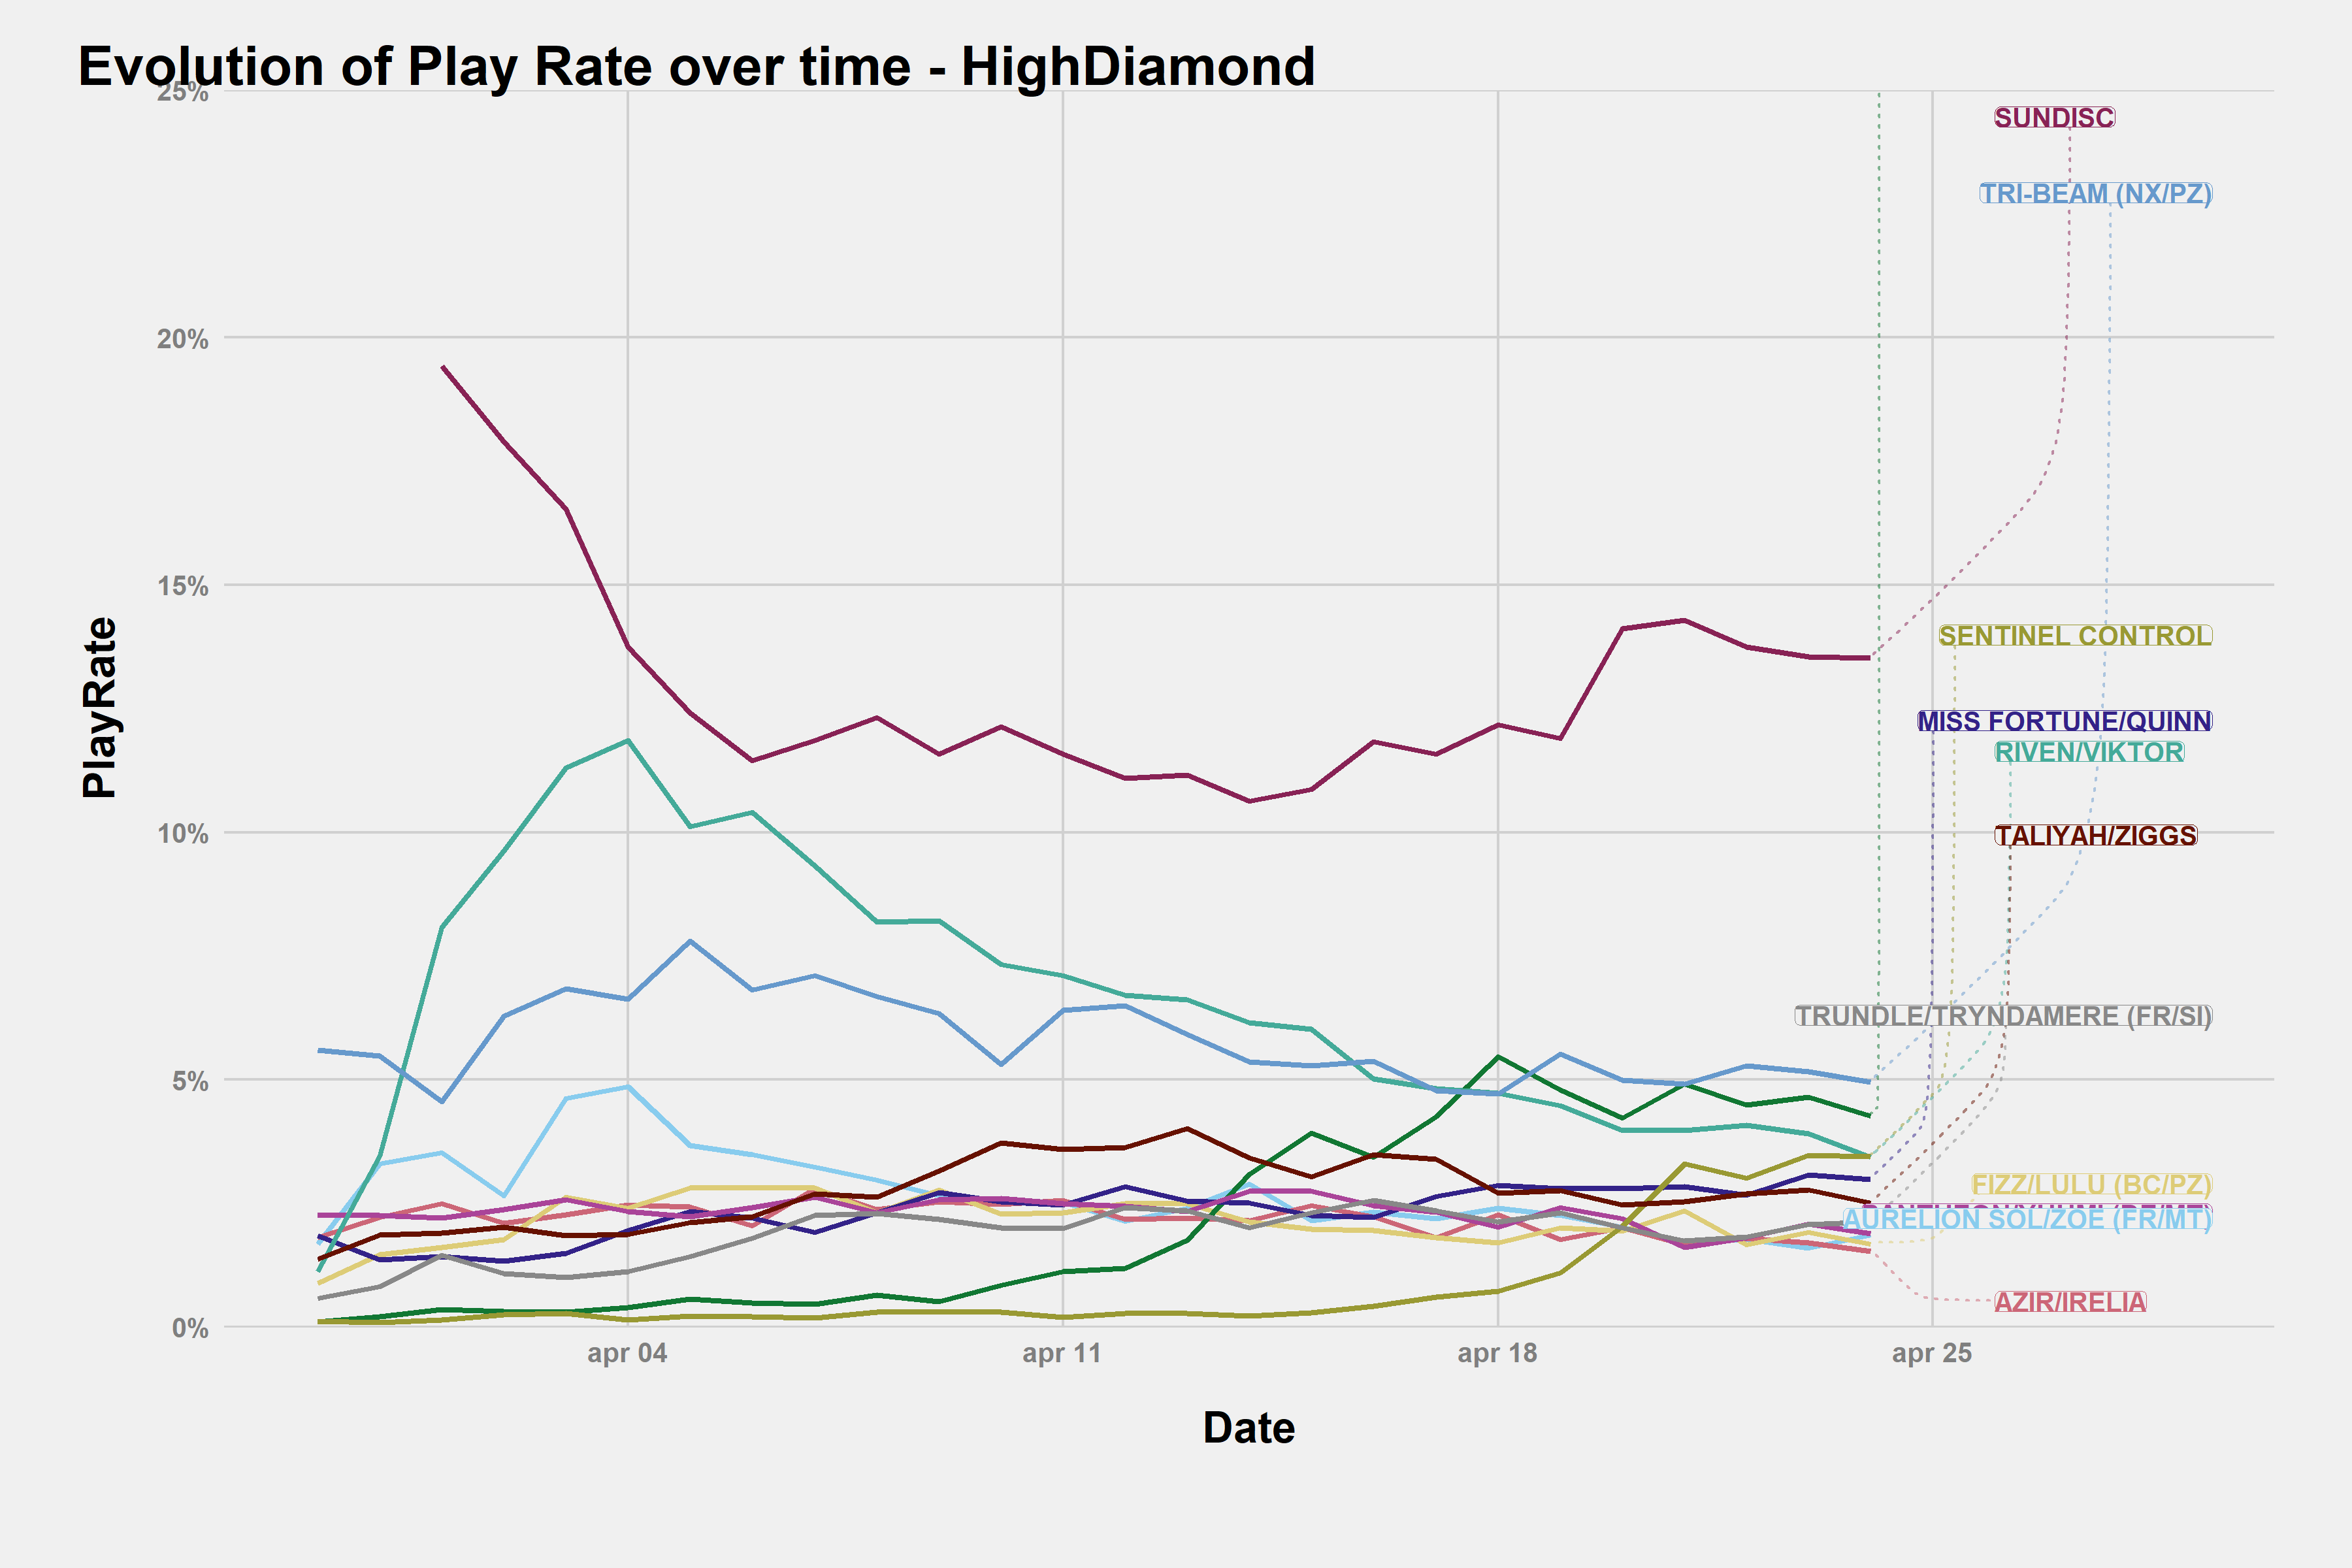 Evolution of Play Rate over time - HighDiamond
25%
SUNDISC
TRI-BEAM (NX/PZ)
20%
15%
SENTINEL CONTROL
MISS FORTUNE/QUINN
RIVEN/VIKTOR
PlayRate
10%
TALIYAH/ZIGGS
TRUNDLE/TRYNDAMERE (FR/SI)
5%
FIZZ/LULU (BC/PZ)
AURELION SOL/ZOE (FR/MT)
AZIR/IRELIA
0%
apr 04
apr 11
apr 18
apr 25
Date